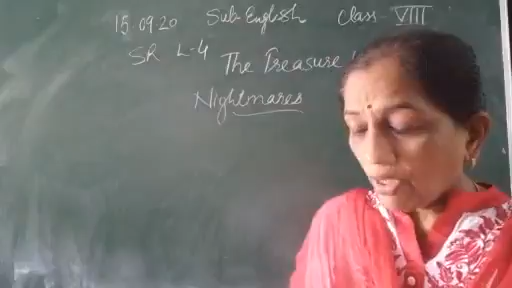 15.09.20 Sub-English Class-VIII
SR L-4 The Treasure
Nightmares